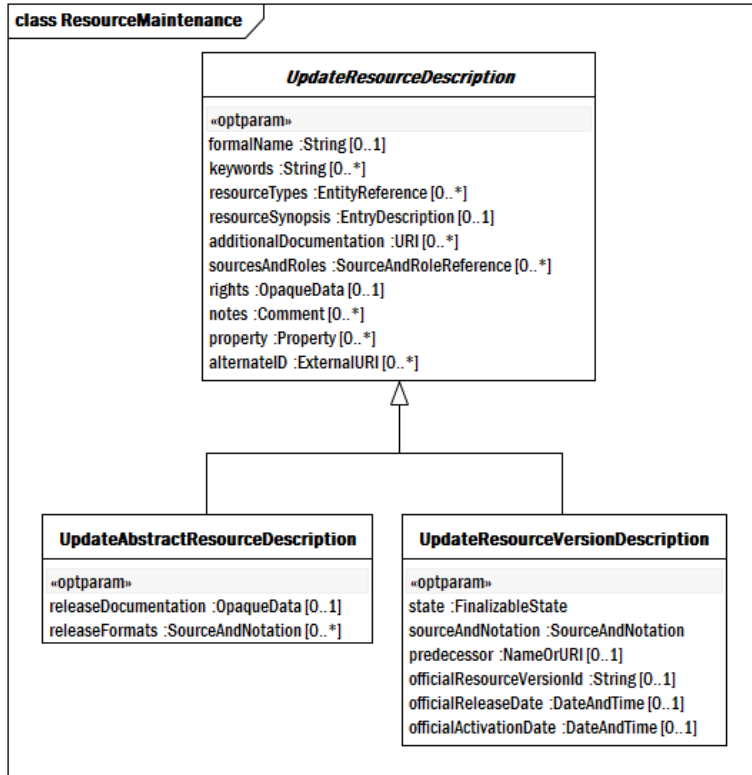 class ResourceMaintenance
UpdateResourceDescription
«optparam»
formalName :String [0..1]
keywords :String [0..*]
resourceTypes :EntityReference [0..*]
resourceSynopsis :EntryDescription [0..1]
additionalDocumentation :URI [0..*]
sourcesAndRoles :SourceAndRoleReference [0..*]
rights :OpaqueData [0..1]
notes :Comment [0..*]
property :Property [0..*]
alternateID :ExternalURI [0..*]
UpdateAbstractResourceDescription
«optparam»
releaseDocumentation :OpaqueData [0..1]
releaseFormats :SourceAndNotation [0..*]
UpdateResourceVersionDescription
«optparam»
state :FinalizableState
sourceAndNotation :SourceAndNotation
predecessor :NameOrURI [0..1]
officialResourceVersionId :String [0..1]
officialReleaseDate :DateAndTime [0..1]
officialActivationDate :DateAndTime [0..1]